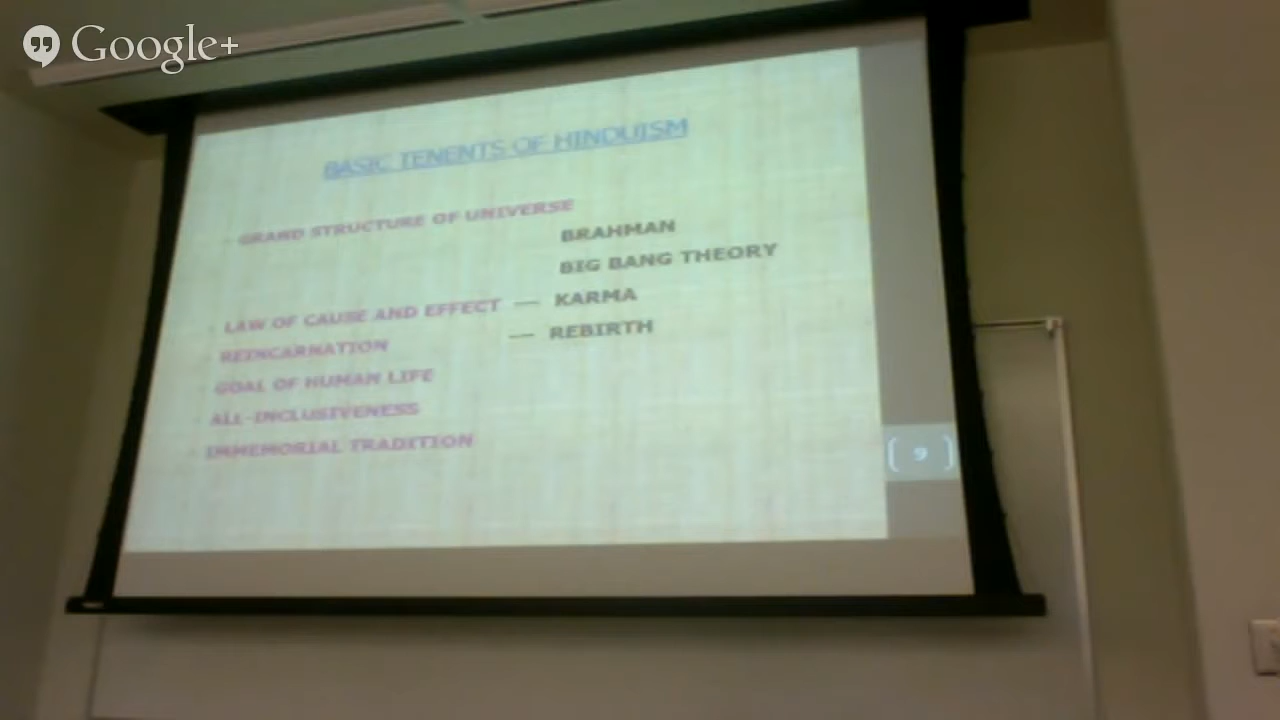 Google+
BASIC TENENTS OF HINDUISM
GRAND STRUCTURE OF UNIVERSE
BRAHMAN
BIG BANG THEORY
LAW OF CAUSE AND EFFECT — KARMA
REINCARNATION — REBIRTH
GOAL OF HUMAN LIFE
ALL-INCLUSIVENESS
IMMEMORIAL TRADITION
( 9 )